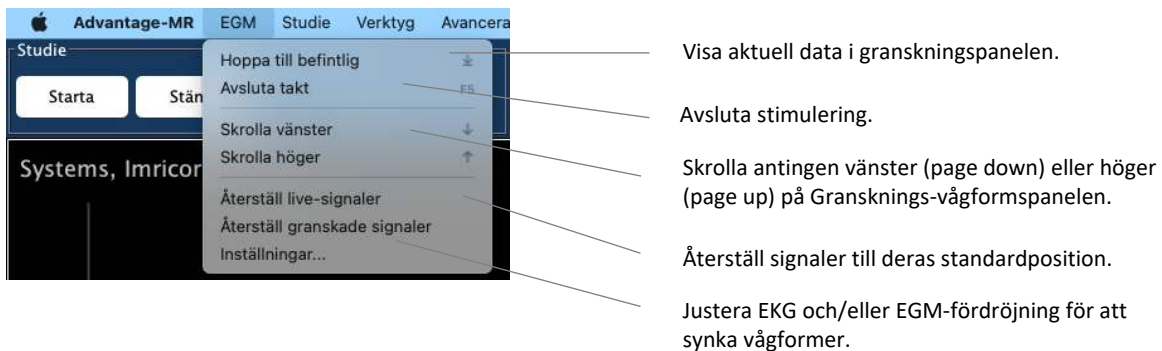 Advantage-MR EGM Studie Verktyg Avancera
Studie
Starta Stän
Systems, Imricor
Hoppa till befintlig
Avsluta takt F5
Skrolla vänster ↓
Skrolla höger ↑
Återställ live-signaler
Återställ granskade signaler
Inställningar...
Visa aktuell data i granskningspanelen.
Avsluta stimulering.
Skrolla antingen vänster (page down) eller höger
(page up) på Gransknings-vågformspanelen.
Återställ signaler till deras standardposition.
Justera EKG och/eller EGM-fördröjning för att
synka vågformer.